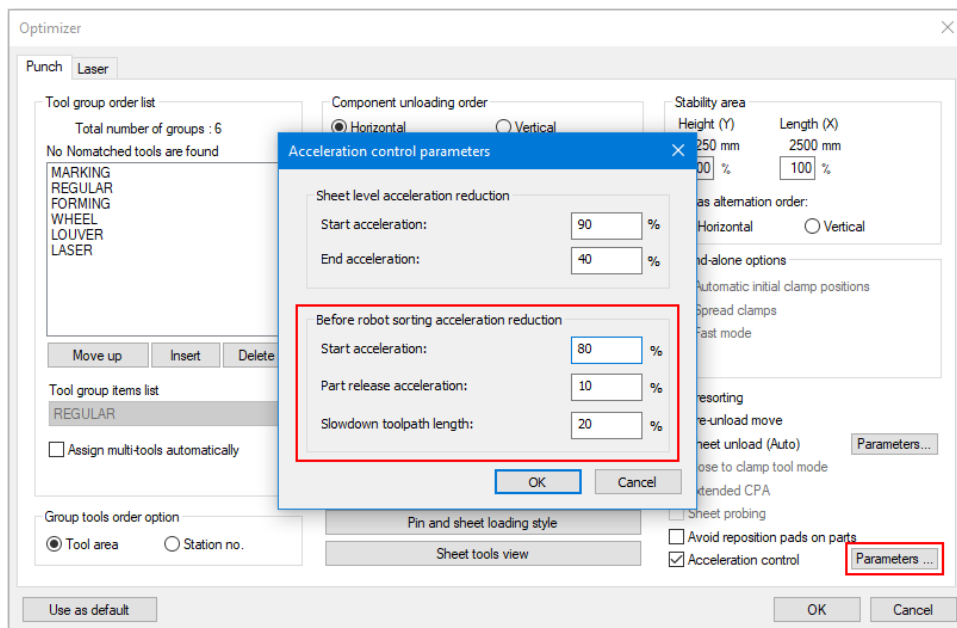 Optimizer
Punch
Laser
Tool group order list
Total number of groups : 6
No Nomatched tools are found
MARKING
REGULAR
FORMING
WHEEL
LOUVER
LASER
Move up
Insert
Delete
Tool group items list
REGULAR
Assign multi-tools automatically
Group tools order option
Tool area
Station no.
Component unloading order
Horizontal
Vertical
Acceleration control parameters
Sheet level acceleration reduction
Start acceleration:
90
%
End acceleration:
40
%
Before robot sorting acceleration reduction
Start acceleration:
80
%
Part release acceleration:
10
%
Slowdown toolpath length:
20
%
OK
Cancel
Pin and sheet loading style
Sheet tools view
Stability area
Height (Y)
Length (X)
250 mm
2500 mm
00 %
100 %
as alternation order:
Horizontal
Vertical
nd-alone options
Automatic initial clamp positions
Spread clamps
Fast mode
resorting
re-unload move
heet unload (Auto)
Parameters...
ose to clamp tool mode
xtended CPA
Sheet probing
Avoid reposition pads on parts
Acceleration control
Parameters ...
Use as default
OK
Cancel